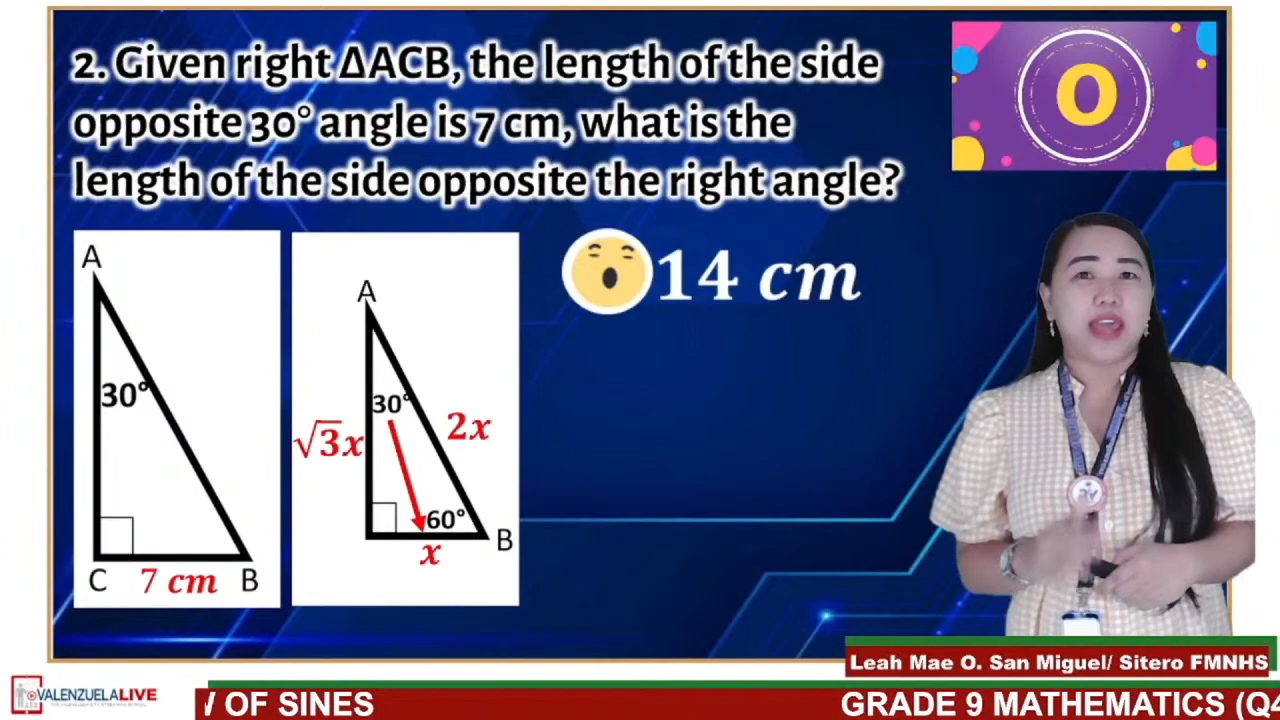 2. Given right ΔACB, the length of the side
opposite 30° angle is 7 cm, what is the
length of the side opposite the right angle?
O
14 cm
A
30°
C
7 cm
B
A
30°
√3x
2x
60°
x
B
Leah Mae O. San Miguel/ Sitero FMNHS
VALENZUELALIVE
OF SINES
GRADE 9 MATHEMATICS (Q4